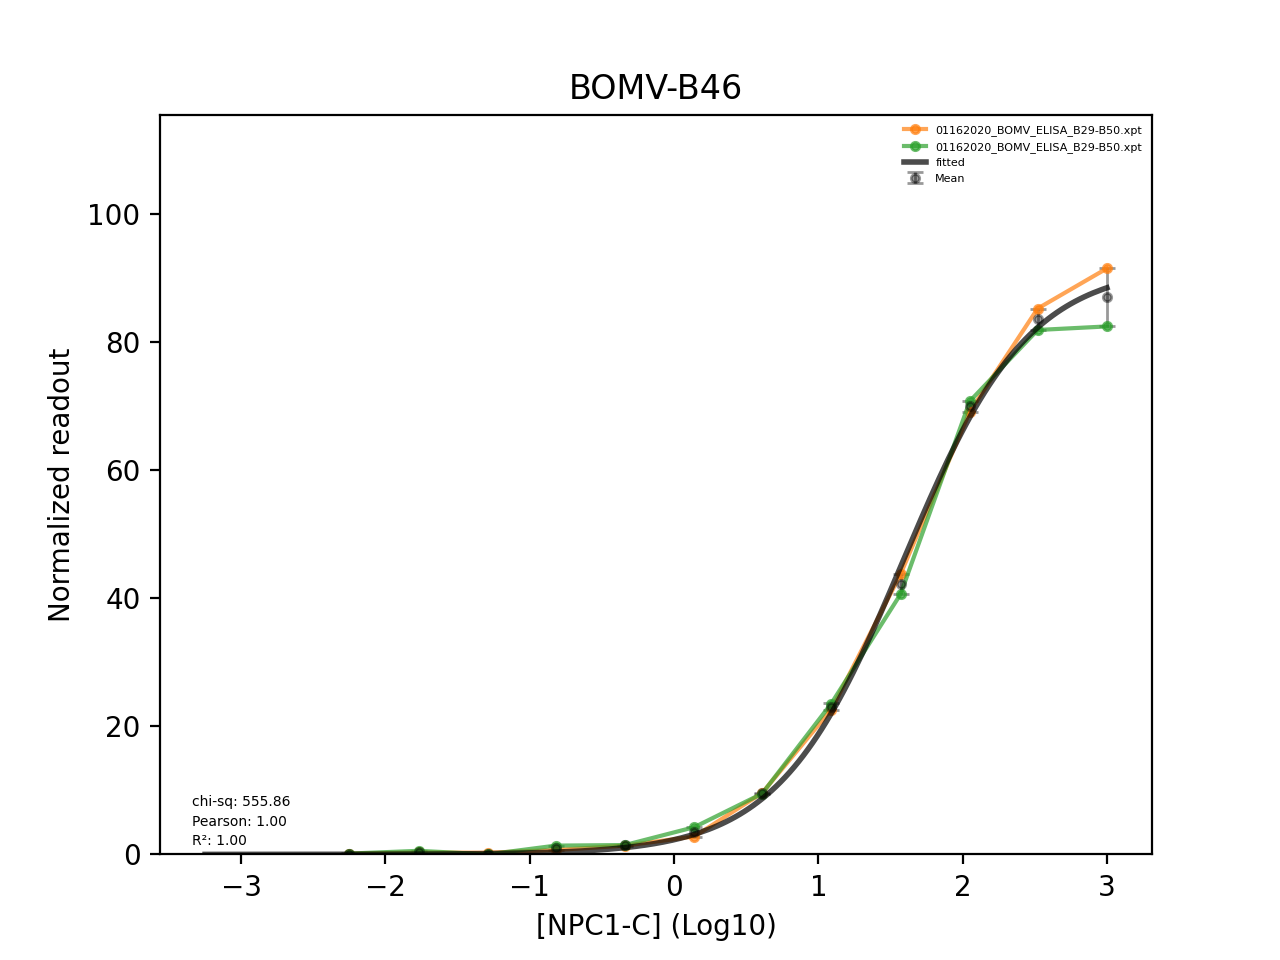 BOMV-B46
01162020_BOMV_ELISA_B29-B50.xpt
01162020_BOMV_ELISA_B29-B50.xpt
fitted
Mean
100
80
60
40
20
0
Normalized readout
chi-sq: 555.86
Pearson: 1.00
R²: 1.00
−3 −2 −1 0 1 2 3
[NPC1-C] (Log10)